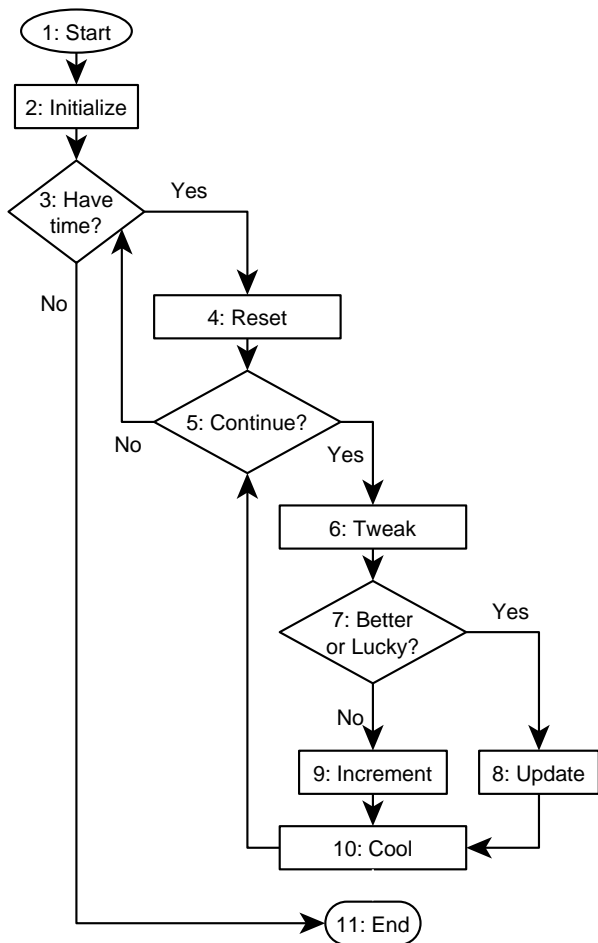 1: Start
2: Initialize
3: Have
time?
Yes
No
4: Reset
5: Continue?
No
Yes
6: Tweak
7: Better
or Lucky?
Yes
No
9: Increment
8: Update
10: Cool
11: End